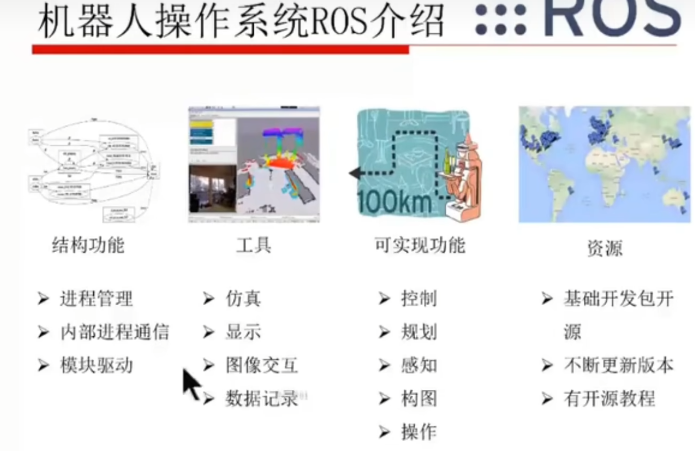 机器人操作系统ROS介绍
ROS
100km
结构功能
工具
可实现功能
资源
进程管理
内部进程通信
模块驱动
仿真
显示
图像交互
数据记录
控制
规划
感知
构图
操作
基础开发包开
源
不断更新版本
有开源教程